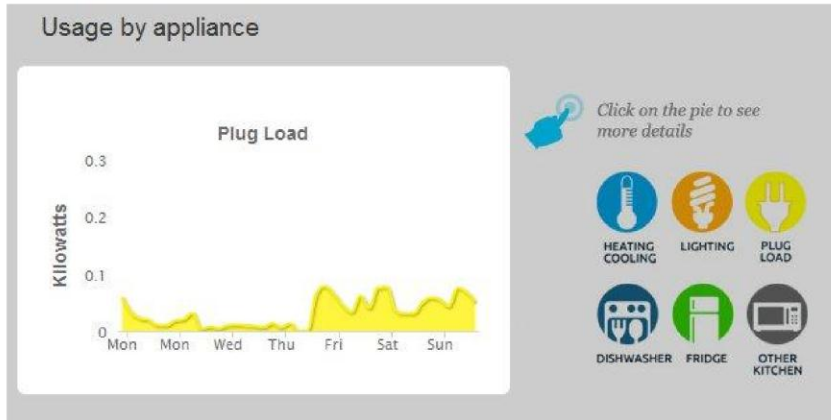 Usage by appliance
Plug Load
Kilowatts
0.3
0.2
0.1
0
Mon Mon Wed Thu Fri Sat Sun
Click on the pie to see
more details
HEATING
COOLING
LIGHTING
PLUG
LOAD
DISHWASHER
FRIDGE
OTHER
KITCHEN